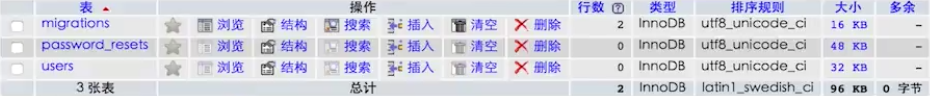 表 操作 行数 类型 排序规则 大小 多余
migrations 浏览 结构 搜索 插入 清空 删除 2 InnoDB utf8_unicode_ci 16 KB -
password_resets 浏览 结构 搜索 插入 清空 删除 0 InnoDB utf8_unicode_ci 48 KB -
users 浏览 结构 搜索 插入 清空 删除 0 InnoDB utf8_unicode_ci 32 KB -
3 张表 总计 2 InnoDB latin1_swedish_ci 96 KB 0 字节